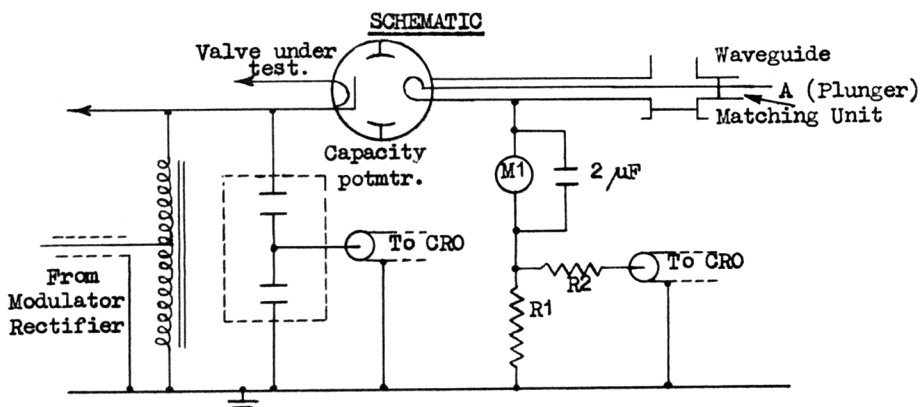 SCHEMATIC
Valve under
test.
Waveguide
A (Plunger)
Matching Unit
Capacity
potmtr.
M1
2 µF
To CRO
To CRO
R2
From
Modulator
Rectifier
R1